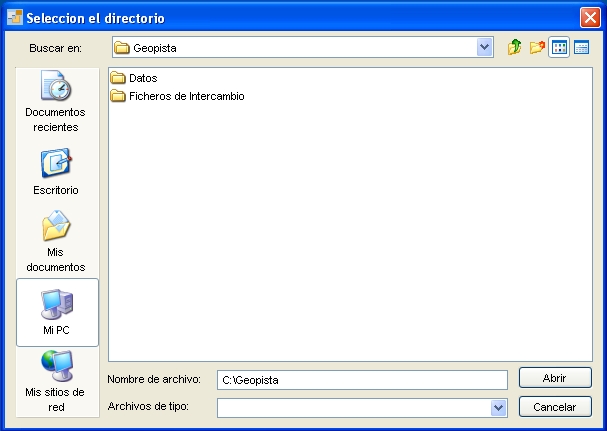 Seleccion el directorio
Buscar en:
Geopista
Datos
Ficheros de Intercambio
Documentos
recientes
Escritorio
Mis
documentos
Mi PC
Mis sitios de
red
Nombre de archivo:
C:\Geopista
Abrir
Archivos de tipo:
Cancelar